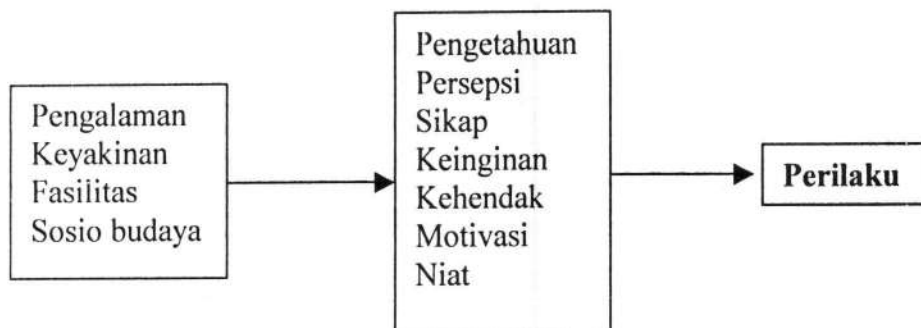 Pengalaman
Keyakinan
Fasilitas
Sosio budaya
Pengetahuan
Persepsi
Sikap
Keinginan
Kehendak
Motivasi
Niat
Perilaku